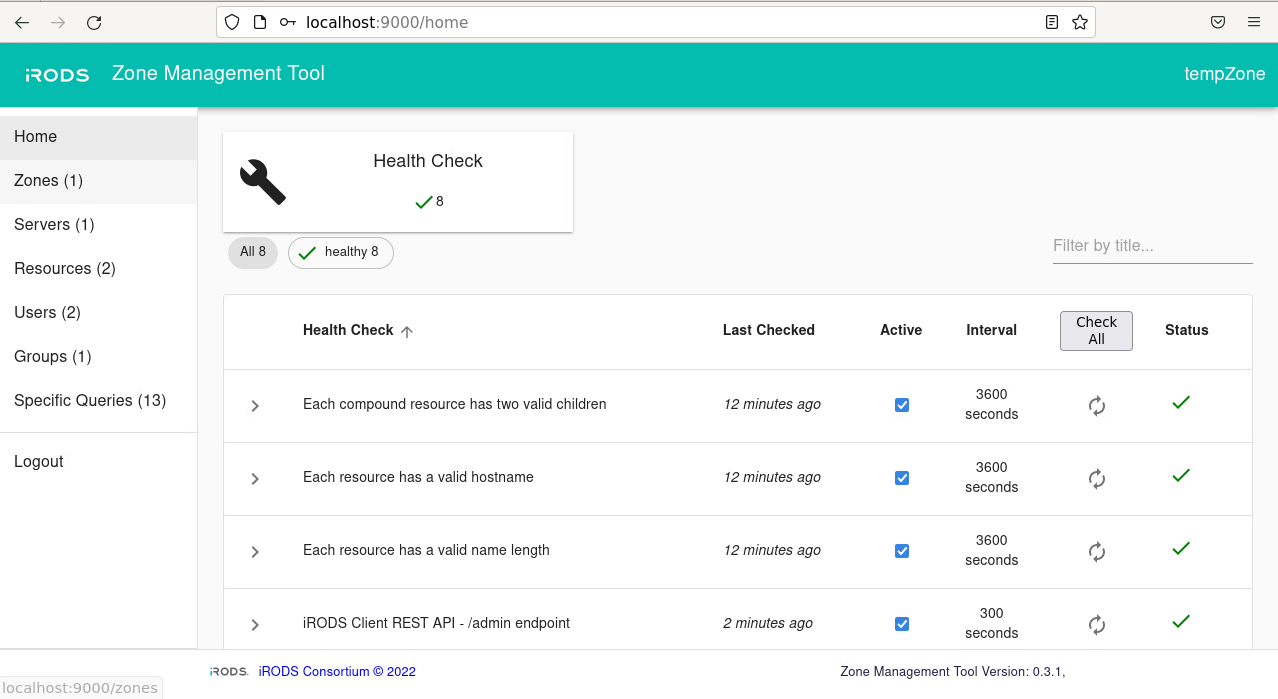 localhost:9000/home
iRODS Zone Management Tool tempZone
Home
Zones (1)
Servers (1)
Resources (2)
Users (2)
Groups (1)
Specific Queries (13)
Logout
Health Check
8
All 8 healthy 8
Filter by title...
Health Check Last Checked Active Interval Check All Status
Each compound resource has two valid children 12 minutes ago 3600 seconds
Each resource has a valid hostname 12 minutes ago 3600 seconds
Each resource has a valid name length 12 minutes ago 3600 seconds
iRODS Client REST API - /admin endpoint 2 minutes ago 300 seconds
iRODS. iRODS Consortium © 2022 Zone Management Tool Version: 0.3.1,
localhost:9000/zones